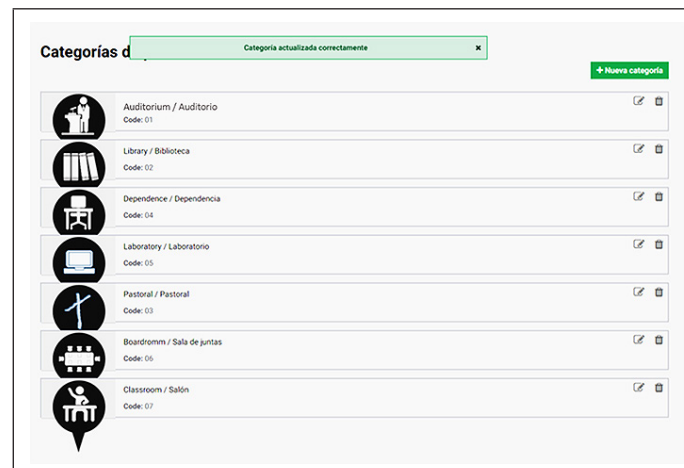 Categoría actualizada correctamente ×
Categorías d
+ Nueva categoría
Auditorium / Auditorio
Code: 01
Library / Biblioteca
Code: 02
Dependence / Dependencia
Code: 04
Laboratory / Laboratorio
Code: 05
Pastoral / Pastoral
Code: 03
Boardromm / Sala de juntas
Code: 06
Classroom / Salón
Code: 07